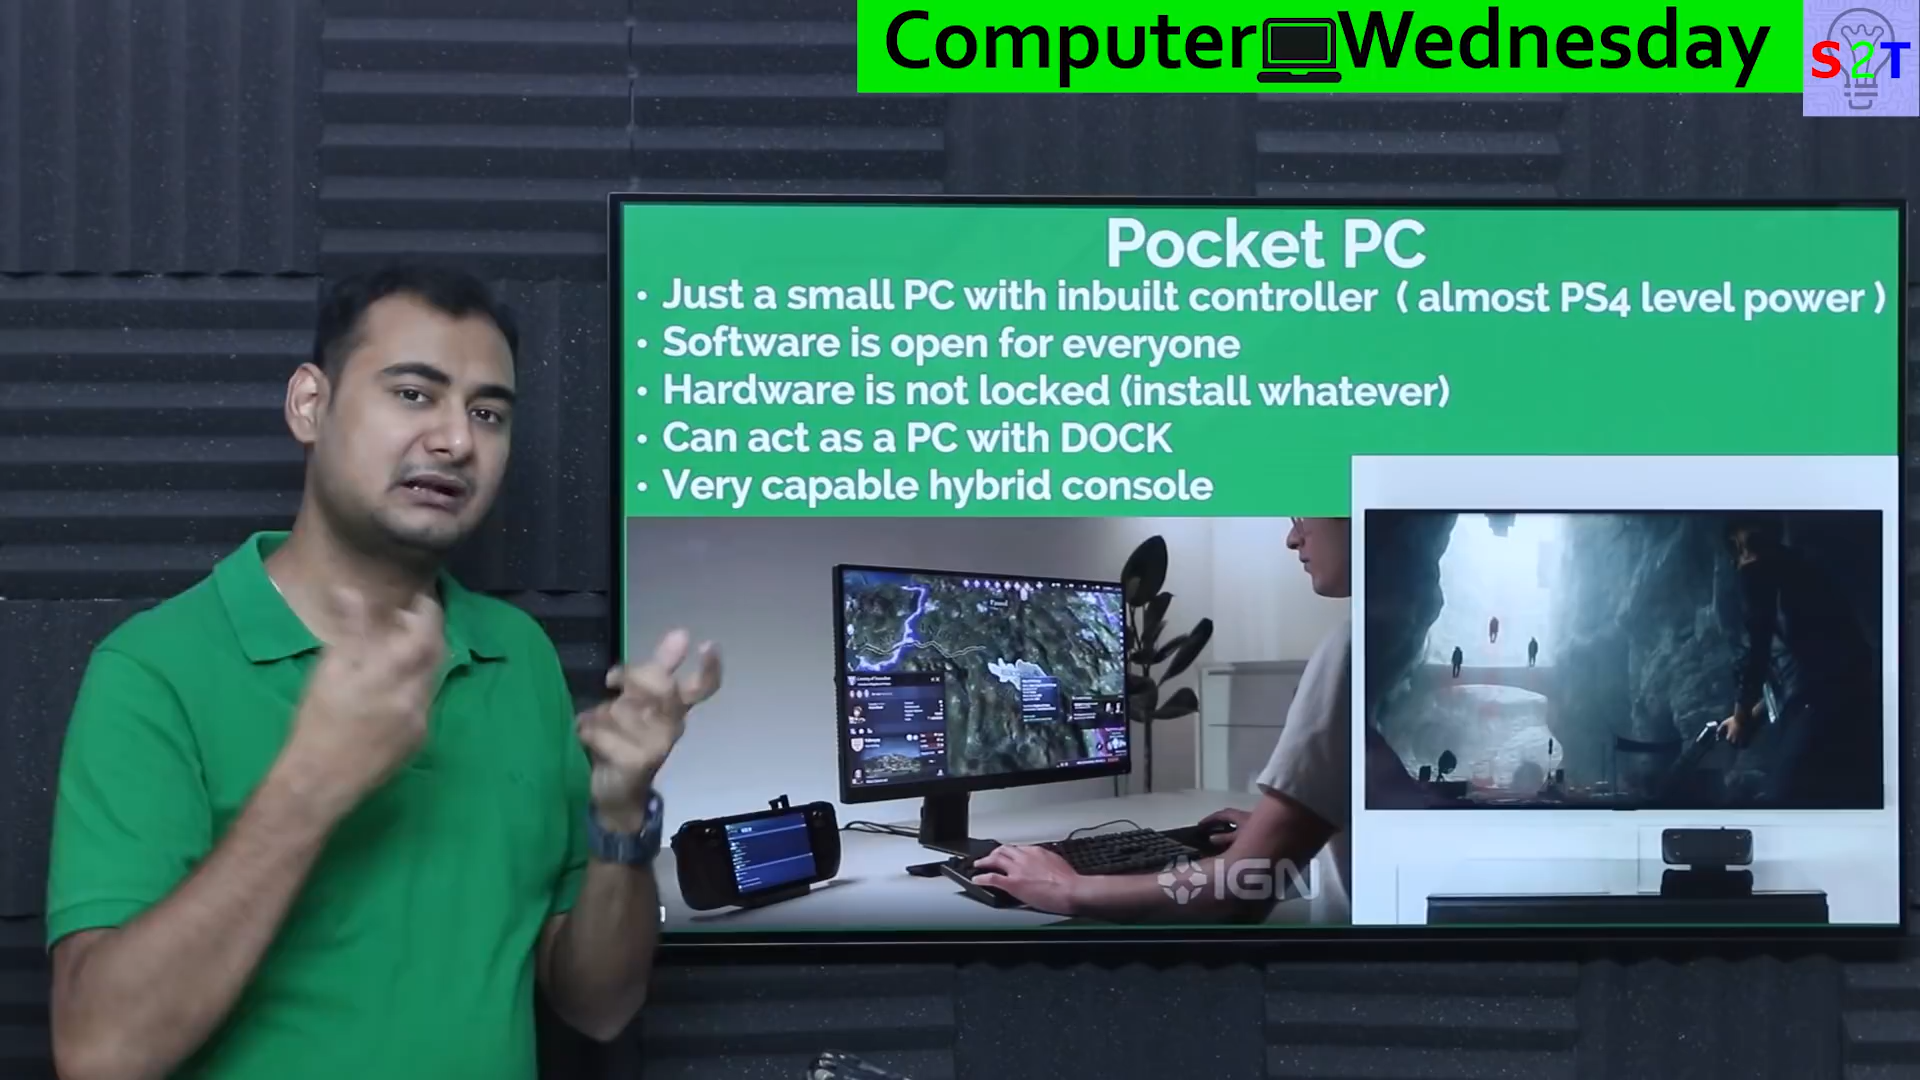 Computer Wednesday
S2T
Pocket PC
• Just a small PC with inbuilt controller ( almost PS4 level power )
• Software is open for everyone
• Hardware is not locked (install whatever)
• Can act as a PC with DOCK
• Very capable hybrid console
IGN